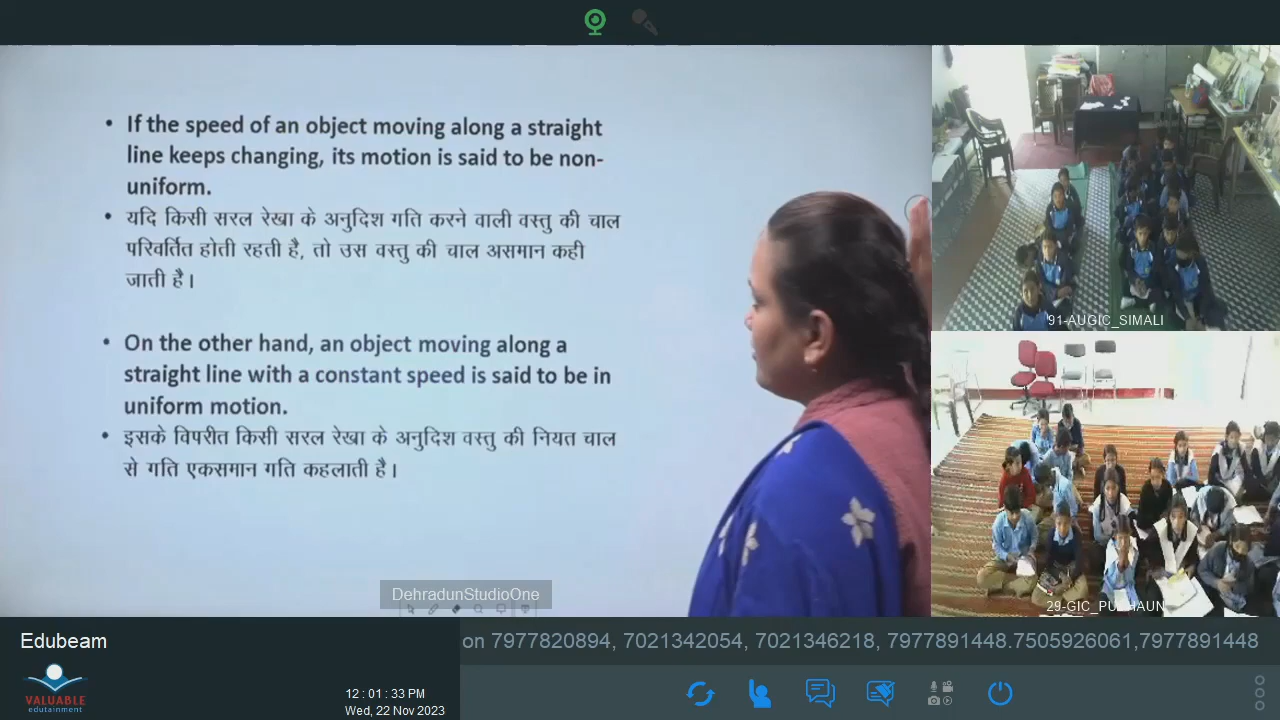 • If the speed of an object moving along a straight
line keeps changing, its motion is said to be non-
uniform.
• यदि किसी सरल रेखा के अनुदिश गति करने वाली वस्तु की चाल
परिवर्तित होती रहती है, तो उस वस्तु की चाल असमान कही
जाती है।
• On the other hand, an object moving along a
straight line with a constant speed is said to be in
uniform motion.
• इसके विपरीत किसी सरल रेखा के अनुदिश वस्तु की नियत चाल
से गति एकसमान गति कहलाती है।
DehradunStudioOne
91-AUGIC_SIMALI
29-GIC_PUKHAUN
Edubeam
on 7977820894, 7021342054, 7021346218, 7977891448.7505926061,7977891448
VALUABLE
edutainment
12 : 01 : 33 PM
Wed, 22 Nov 2023